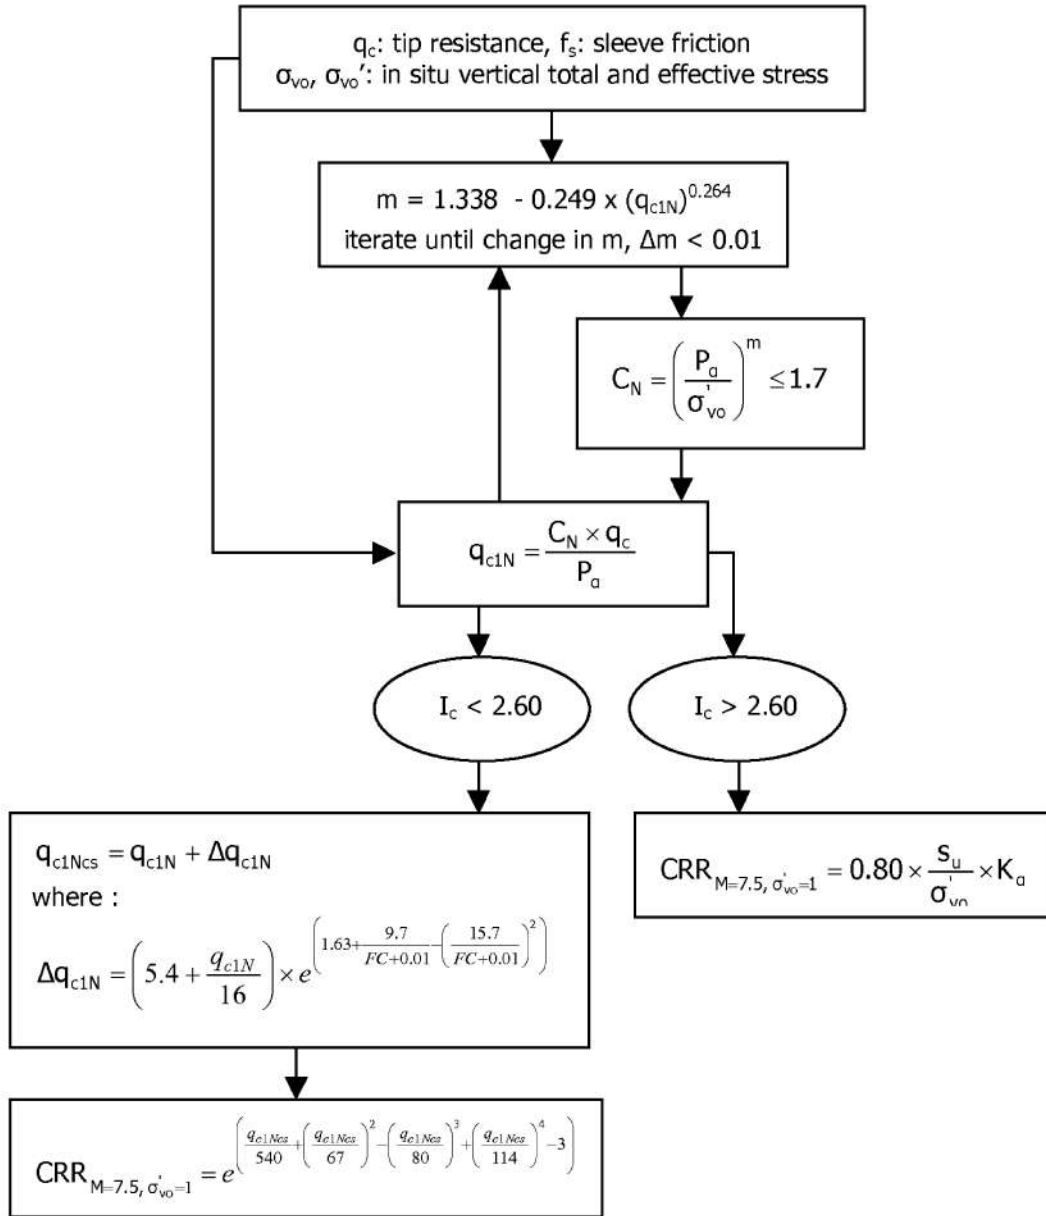 q_c: tip resistance, f_s: sleeve friction
σ_vo, σ_vo': in situ vertical total and effective stress
m = 1.338 - 0.249 x (q_c1N)^0.264
iterate until change in m, Δm < 0.01
C_N = (P_a / σ'_vo)^m ≤ 1.7
q_c1N = (C_N × q_c) / P_a
I_c < 2.60
I_c > 2.60
q_c1Ncs = q_c1N + Δq_c1N
where :
Δq_c1N = (5.4 + q_c1N / 16) × e^(1.63 + 9.7 / (FC+0.01) - (15.7 / (FC+0.01))^2)
CRR_M=7.5, σ'_vo=1 = 0.80 × s_u / σ'_vo × K_α
CRR_M=7.5, σ'_vo=1 = e^(q_c1Ncs / 540 + (q_c1Ncs / 67)^2 - (q_c1Ncs / 80)^3 + (q_c1Ncs / 114)^4 - 3)